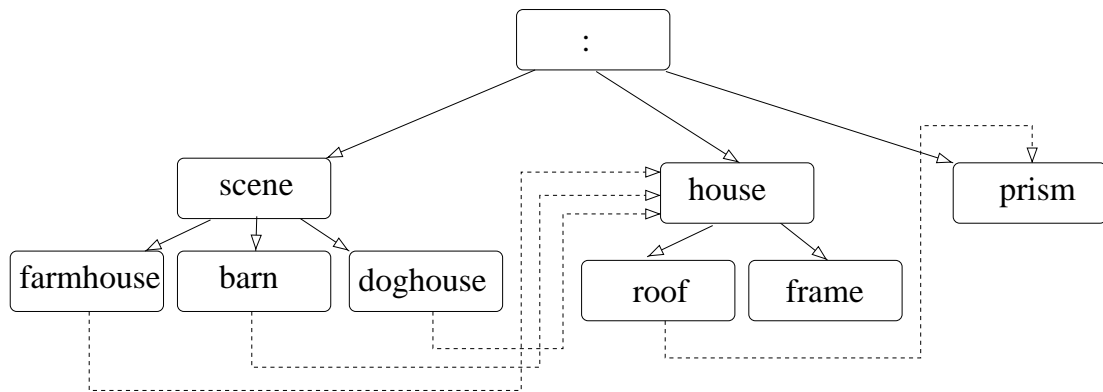 :
scene
house
prism
farmhouse
barn
doghouse
roof
frame